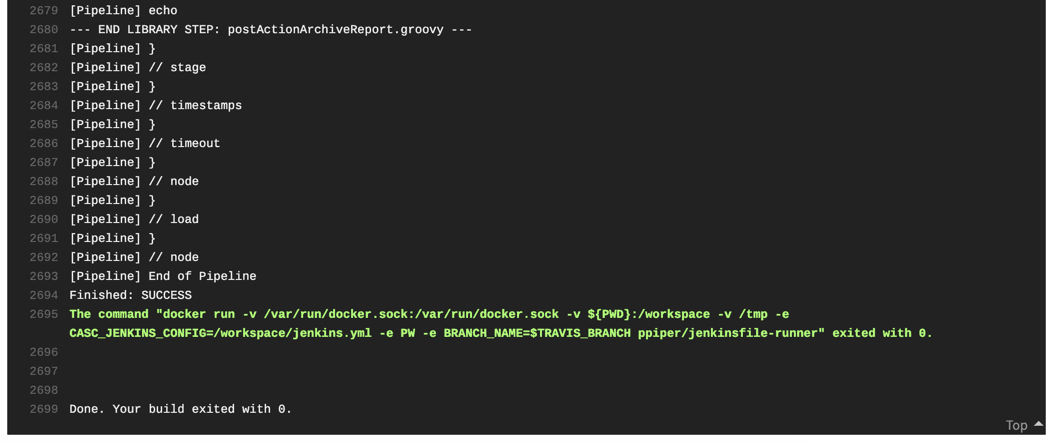 2679 [Pipeline] echo
2680 --- END LIBRARY STEP: postActionArchiveReport.groovy ---
2681 [Pipeline] }
2682 [Pipeline] // stage
2683 [Pipeline] }
2684 [Pipeline] // timestamps
2685 [Pipeline] }
2686 [Pipeline] // timeout
2687 [Pipeline] }
2688 [Pipeline] // node
2689 [Pipeline] }
2690 [Pipeline] // load
2691 [Pipeline] }
2692 [Pipeline] // node
2693 [Pipeline] End of Pipeline
2694 Finished: SUCCESS
2695 The command "docker run -v /var/run/docker.sock:/var/run/docker.sock -v ${PWD}:/workspace -v /tmp -e
CASC_JENKINS_CONFIG=/workspace/jenkins.yml -e PW -e BRANCH_NAME=$TRAVIS_BRANCH ppiper/jenkinsfile-runner" exited with 0.
2696
2697
2698
2699 Done. Your build exited with 0.
Top